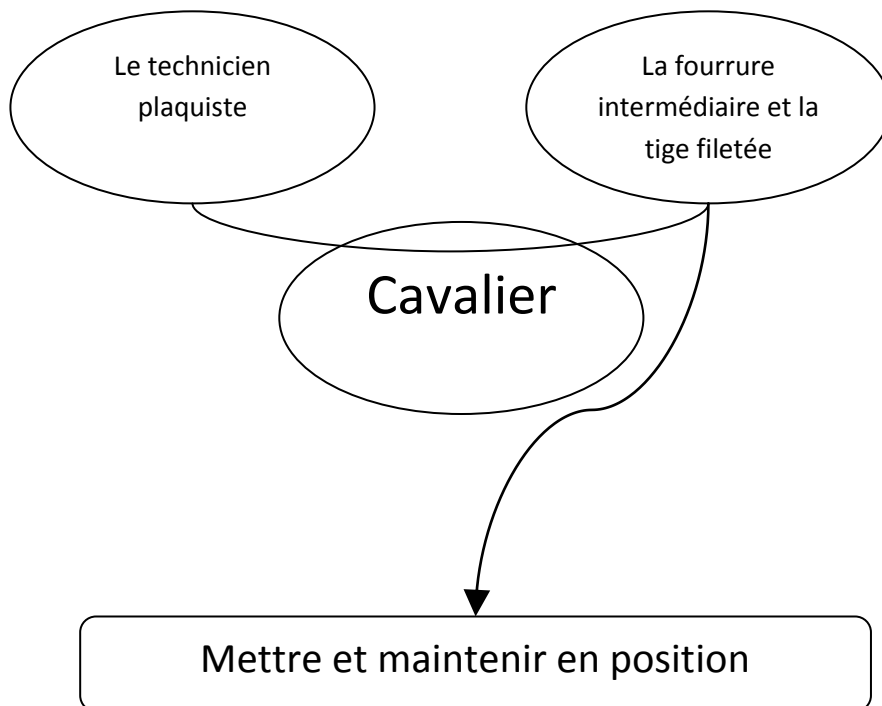 Le technicien
plaquiste
La fourrure
intermédiaire et la
tige filetée
Cavalier
Mettre et maintenir en position